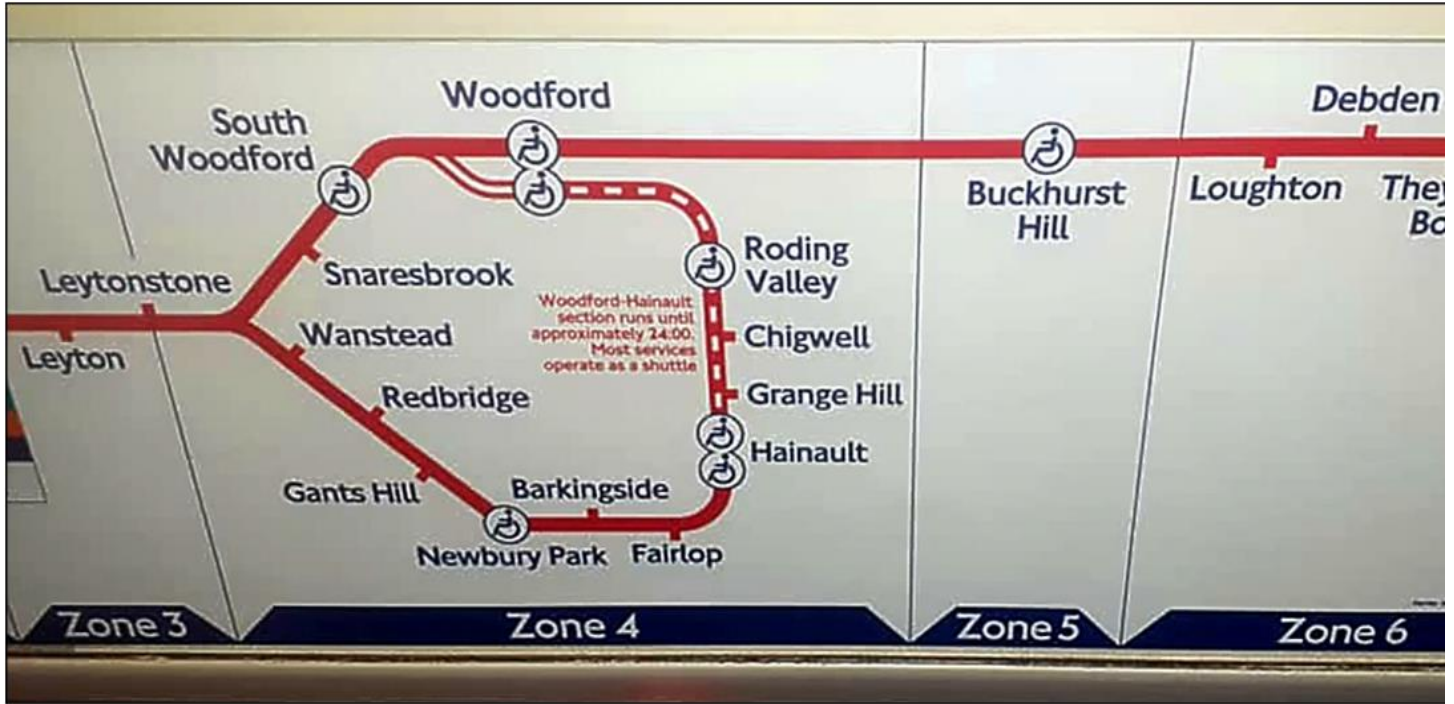 Woodford
South
Woodford
Debden
Buckhurst
Hill
Loughton
They
Bo
Roding
Valley
Leytonstone
Snaresbrook
Woodford-Hainault
section runs until
approximately 24:00.
Most services
operate as a shuttle
Wanstead
Chigwell
Leyton
Redbridge
Grange Hill
Hainault
Gants Hill
Barkingside
Newbury Park
Fairlop
Zone 3
Zone 4
Zone 5
Zone 6